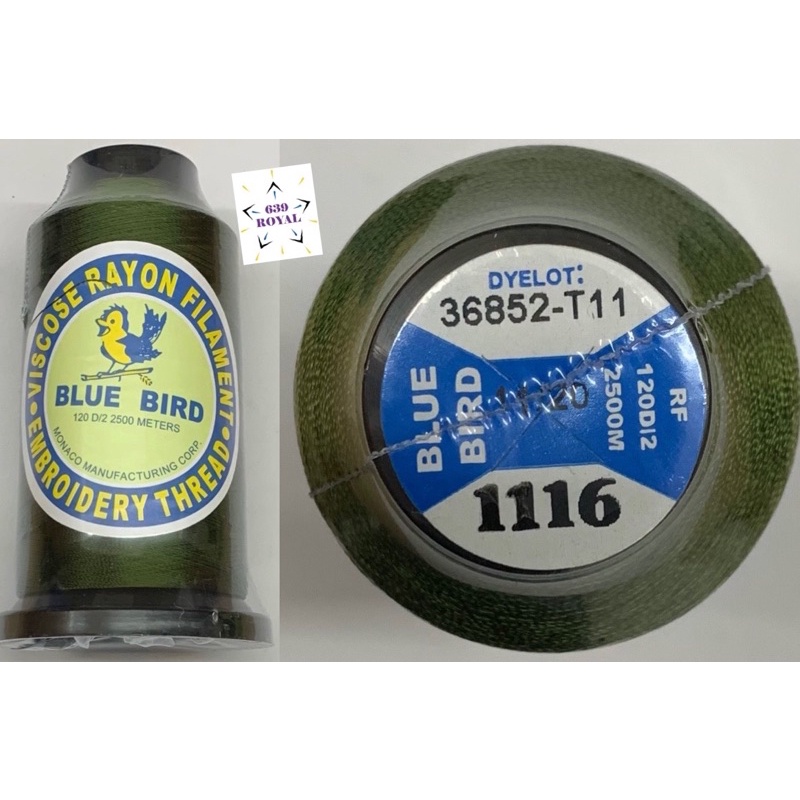 639
ROYAL
VISCOSE RAYON FILAMENT
BLUE BIRD
120 D/2 2500 METERS
MONACO MANUFACTURING CORP.
EMBROIDERY THREAD
DYELOT:
36852-T11
BLUE
BIRD
RF
120D/2
2500M
1116